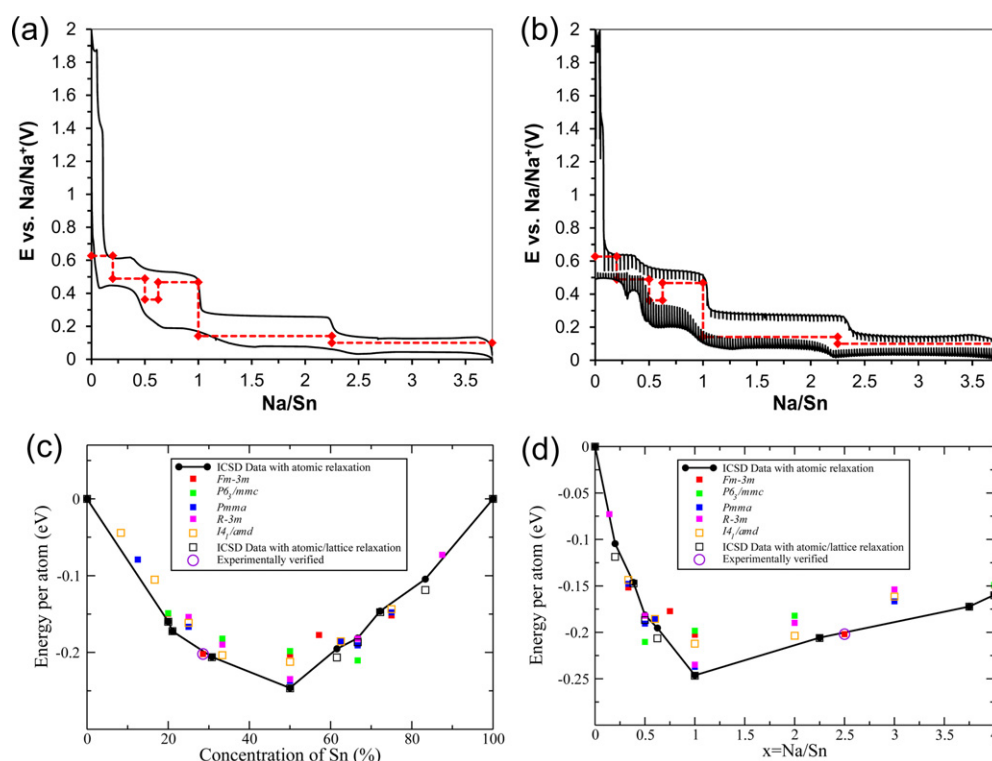 (a)
2
1.8
1.6
1.4
1.2
1
0.8
0.6
0.4
0.2
0
E vs. Na/Na⁺(V)
0 0.5 1 1.5 2 2.5 3 3.5
Na/Sn
(b)
2
1.8
1.6
1.4
1.2
1
0.8
0.6
0.4
0.2
0
E vs. Na/Na⁺(V)
0 0.5 1 1.5 2 2.5 3 3.5
Na/Sn
(c)
0
-0.1
-0.2
Energy per atom (eV)
ICSD Data with atomic relaxation
Fm-3m
P6₃/mmc
Pmma
R-3m
I4₁/amd
ICSD Data with atomic/lattice relaxation
Experimentally verified
0 20 40 60 80 100
Concentration of Sn (%)
(d)
0
-0.05
-0.1
-0.15
-0.2
-0.25
Energy per atom (eV)
ICSD Data with atomic relaxation
Fm-3m
P6₃/mmc
Pmma
R-3m
I4₁/amd
ICSD Data with atomic/lattice relaxation
Experimentally verified
0 0.5 1 1.5 2 2.5 3 3.5
x=Na/Sn